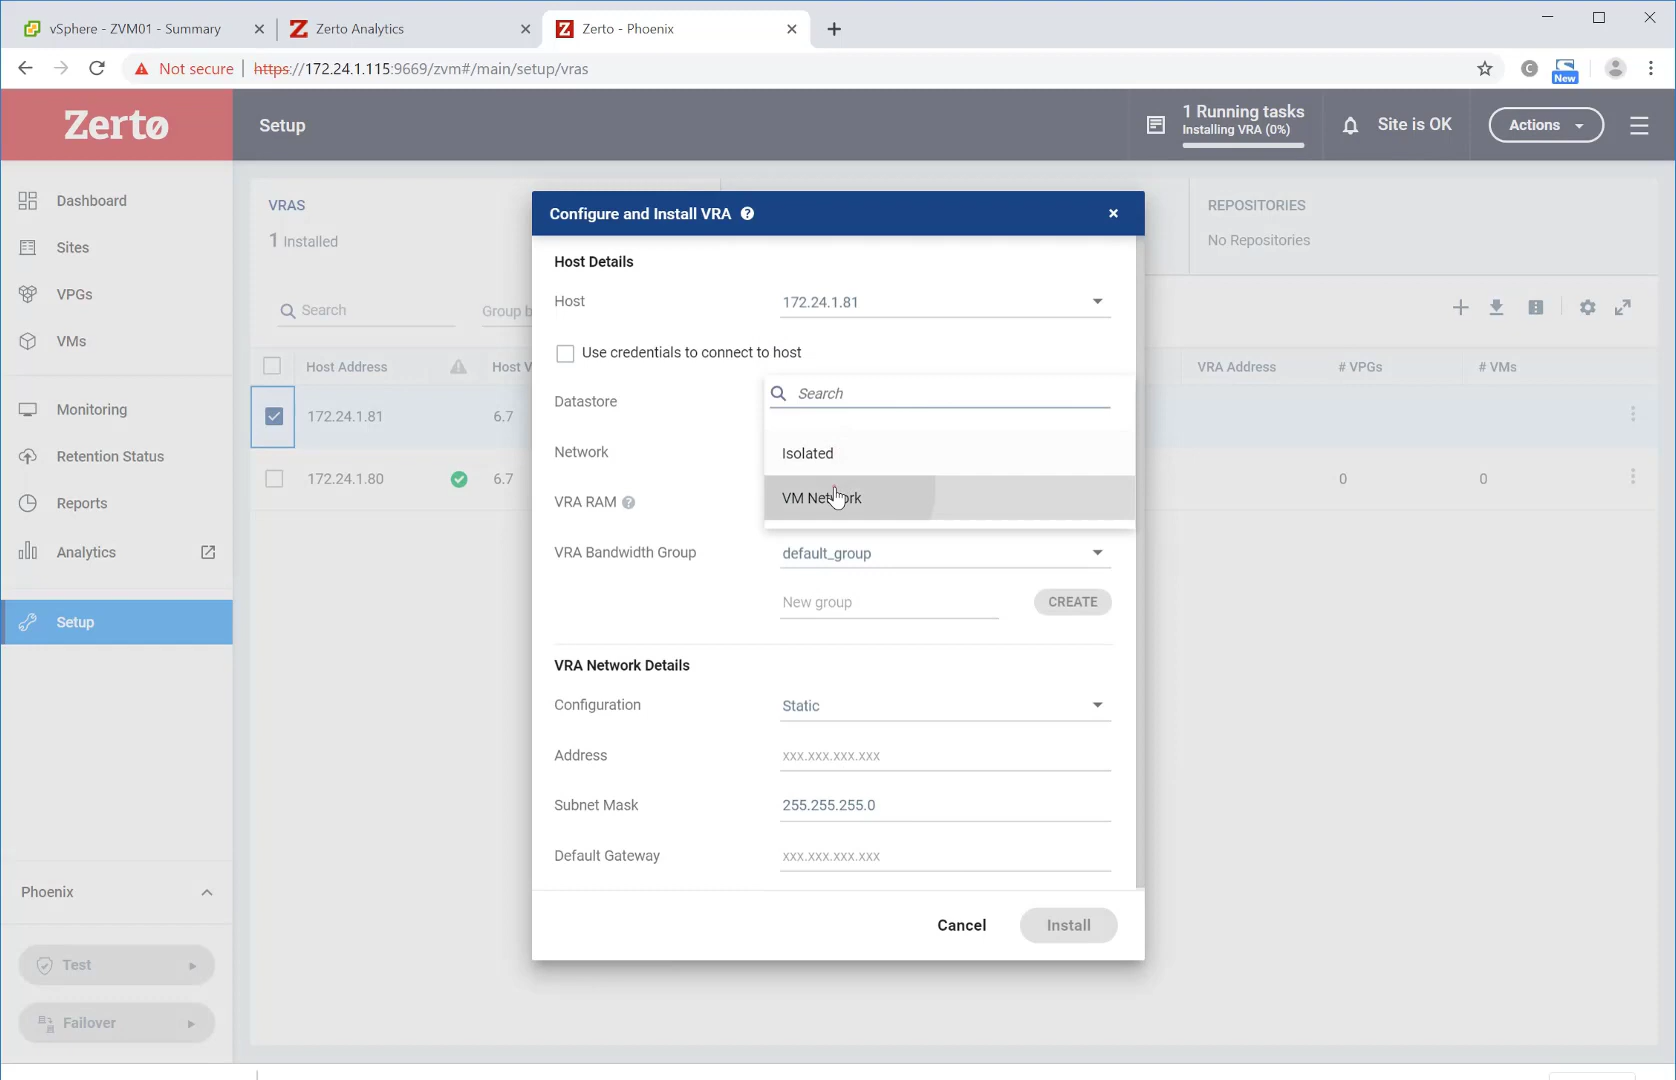 vSphere - ZVM01 - Summary
Zerto Analytics
Zerto - Phoenix
Not secure | https://172.24.1.115:9669/zvm#/main/setup/vras
C
New
Zerto
Setup
1 Running tasks
Installing VRA (0%)
Site is OK
Actions
Dashboard
Sites
VPGs
VMs
Monitoring
Retention Status
Reports
Analytics
Setup
Phoenix
Test
Failover
VRAS
1 Installed
REPOSITORIES
No Repositories
Search
Group b
Host Address
Host V
VRA Address
# VPGs
# VMs
172.24.1.81
6.7
172.24.1.80
6.7
0
0
Configure and Install VRA ?
Host Details
Host
172.24.1.81
Use credentials to connect to host
Datastore
Search
Network
Isolated
VM Network
VRA RAM ?
VRA Bandwidth Group
default_group
New group
CREATE
VRA Network Details
Configuration
Static
Address
xxx.xxx.xxx.xxx
Subnet Mask
255.255.255.0
Default Gateway
xxx.xxx.xxx.xxx
Cancel
Install